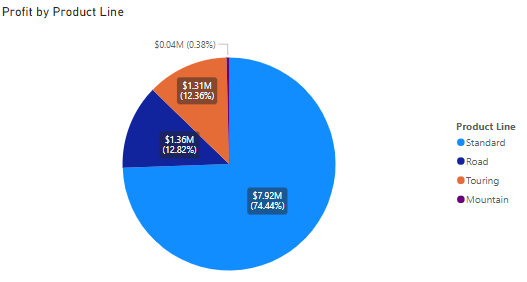 Profit by Product Line
$0.04M (0.38%)
$1.31M
(12.36%)
$1.36M
(12.82%)
$7.92M
(74.44%)
Product Line
Standard
Road
Touring
Mountain